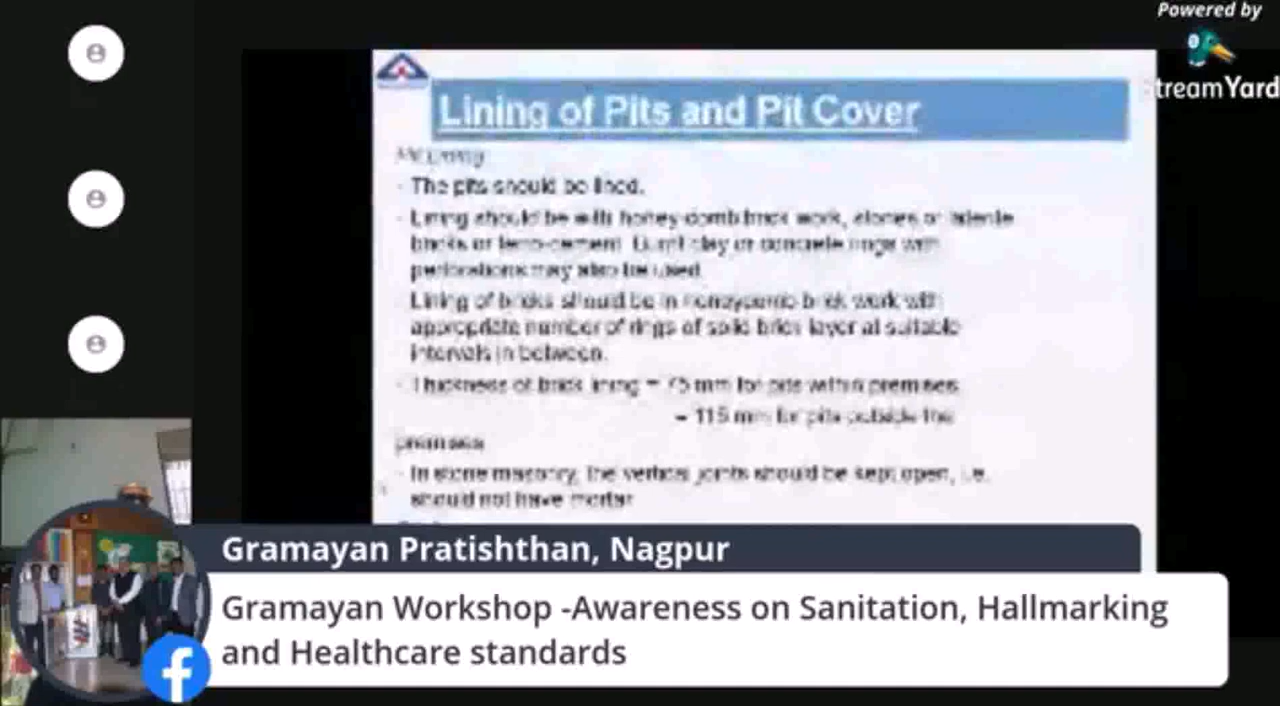 Powered by
StreamYard
Lining of Pits and Pit Cover
- The pits should be lined.
- Lining should be with honey comb brick work, stones or laterite
bricks or ferro-cement. Burnt clay or concrete rings with
perforations may also be used
Lining of bricks should be in honeycomb brick work with
appropriate number of rings of solid brick layer at suitable
intervals in between.
- Thickness of brick lining = 75 mm for pits within premises
- 115 mm for pits outside the
premises
- In stone masonry, the vertical joints should be kept open, i.e.
should not have mortar
Gramayan Pratishthan, Nagpur
Gramayan Workshop -Awareness on Sanitation, Hallmarking
and Healthcare standards